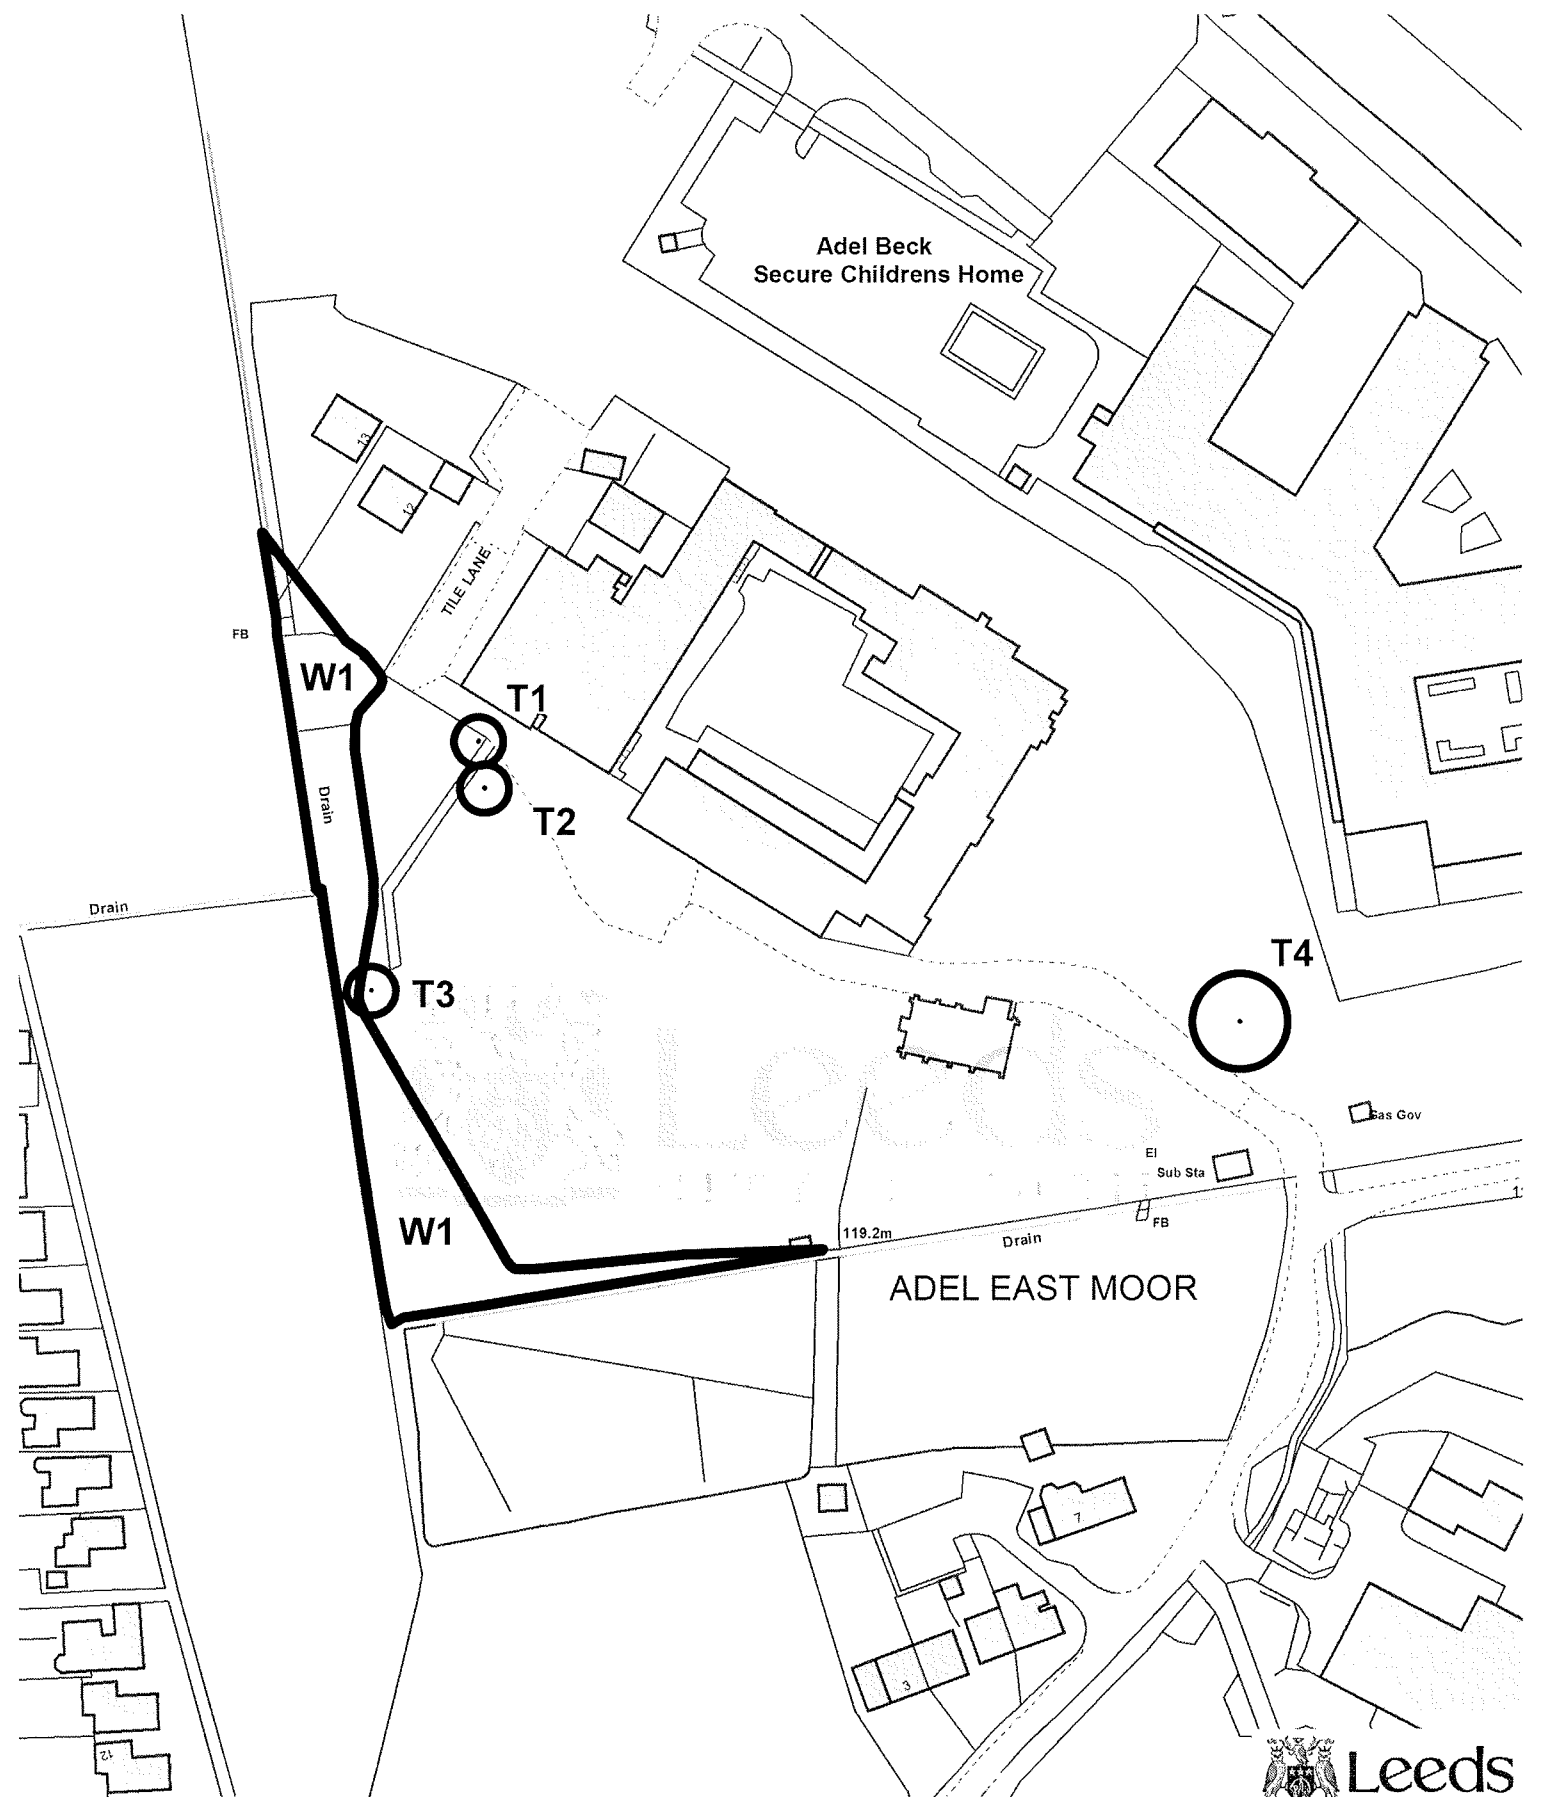 Adel Beck
Secure Childrens Home
13
12
TILE LANE
FB
W1
T1
Drain
T2
Drain
T4
T3
Leeds
Gas Gov
El
Sub Sta
W1
119.2m
FB
Drain
ADEL EAST MOOR
7
3
12
Leeds